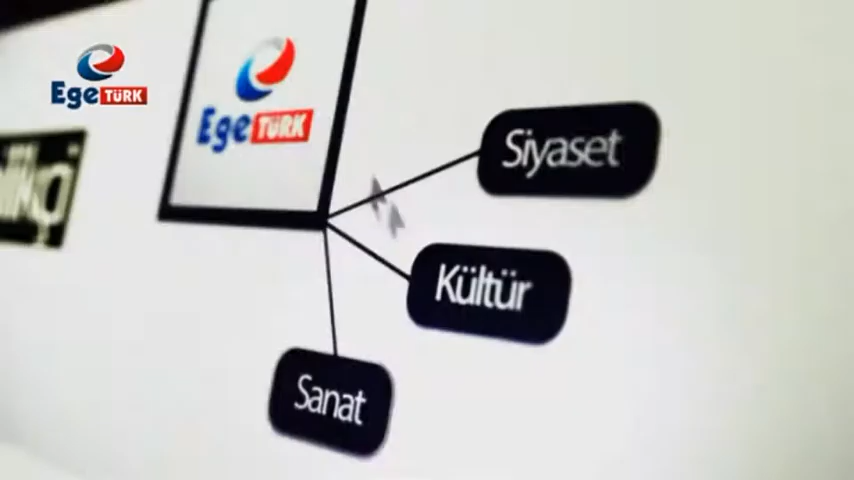 Ege TÜRK
Ege TÜRK
Siyaset
Kültür
Sanat